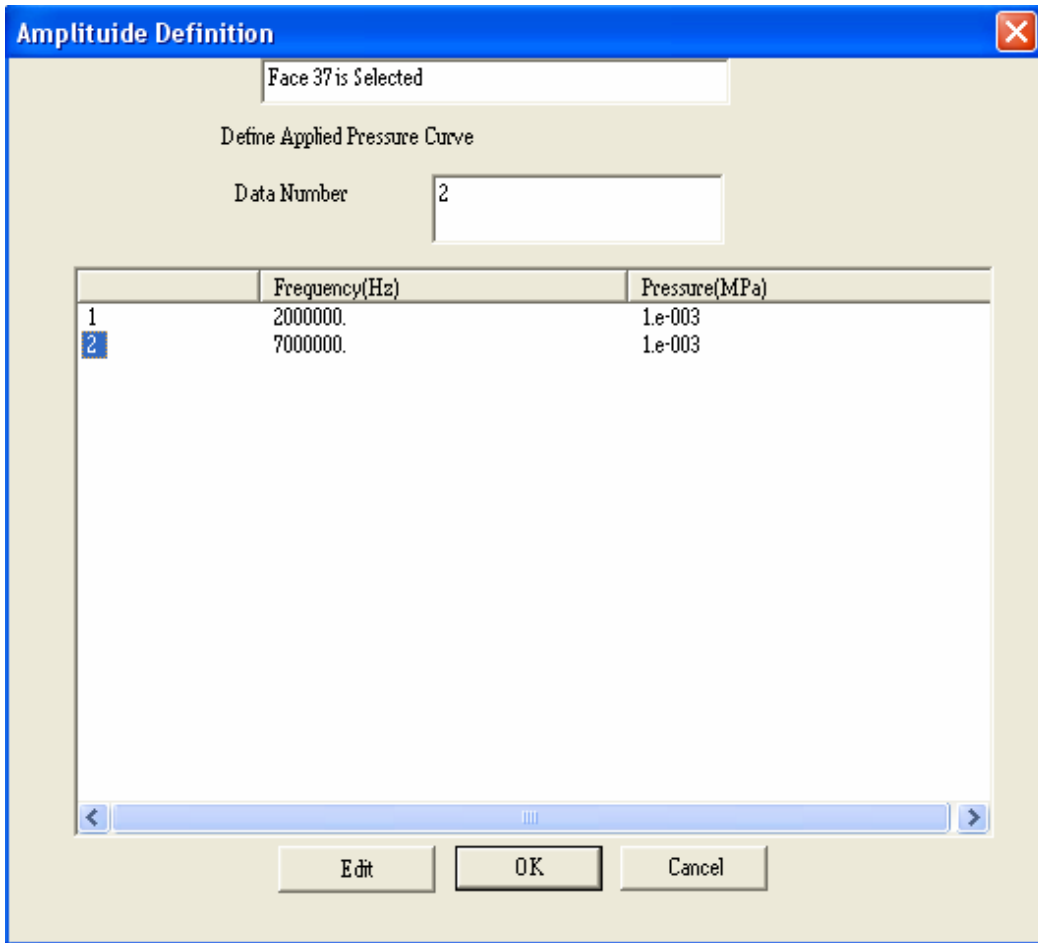 Amplituide Definition
Face 37 is Selected
Define Applied Pressure Curve
Data Number 2
Frequency(Hz) Pressure(MPa)
1 2000000. 1.e-003
2 7000000. 1.e-003
Edit OK Cancel